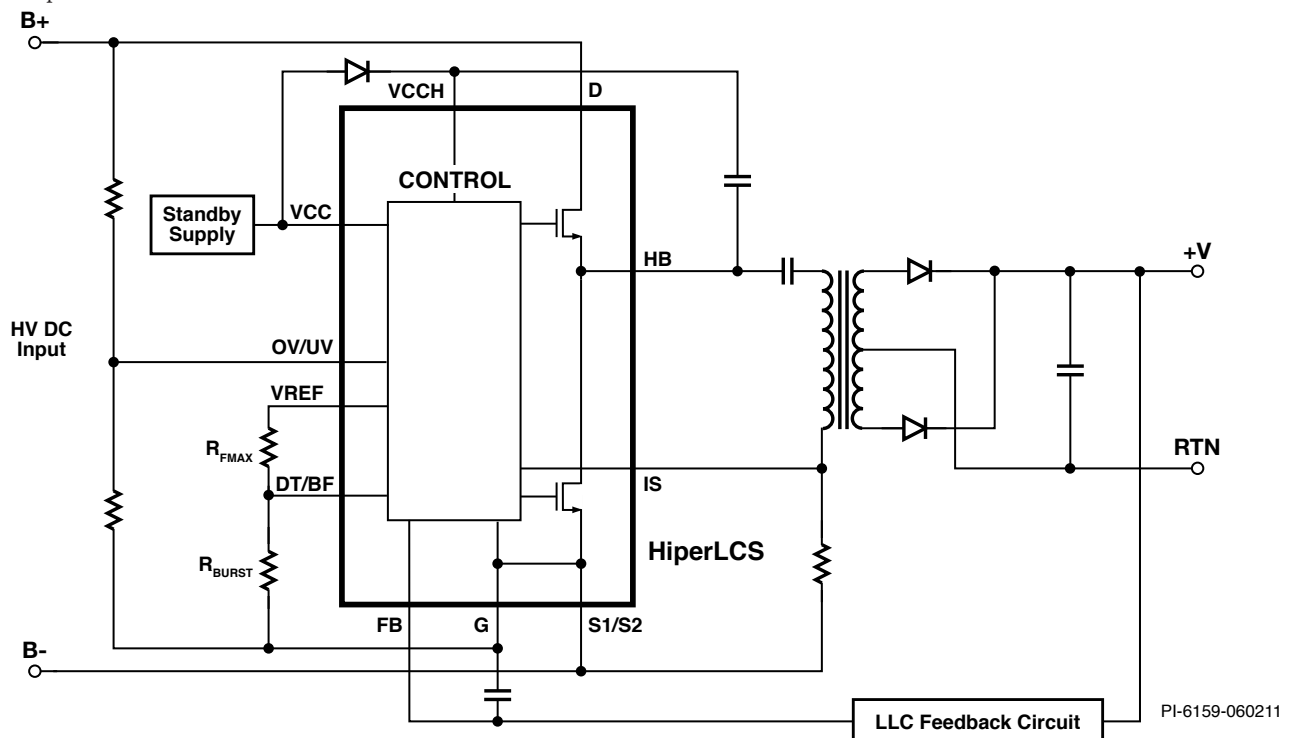 B+
VCCH
D
CONTROL
Standby
Supply
VCC
HB
+V
HV DC
Input
OV/UV
VREF
RFMAX
DT/BF
IS
RTN
HiperLCS
RBURST
FB
G
S1/S2
B-
LLC Feedback Circuit
PI-6159-060211